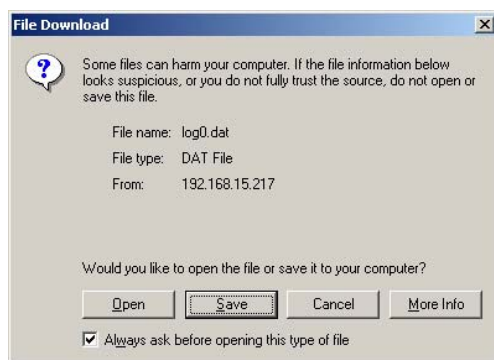 File Download
Some files can harm your computer. If the file information below
looks suspicious, or you do not fully trust the source, do not open or
save this file.
File name: log0.dat
File type: DAT File
From: 192.168.15.217
Would you like to open the file or save it to your computer?
Open Save Cancel More Info
Always ask before opening this type of file